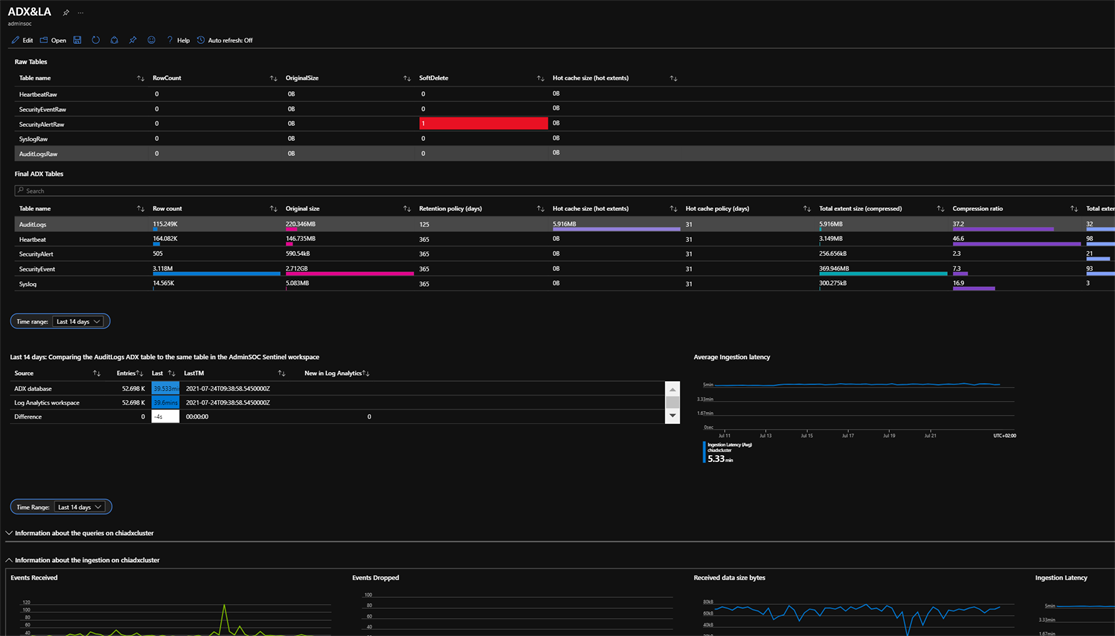 ADX&LA
adminsoc
Edit Open Help Auto refresh: Off
Raw Tables
Table name RowCount OriginalSize SoftDelete Hot cache size (hot extents)
HeartbeatRaw 0 0B 0 0B
SecurityEventRaw 0 0B 0 0B
SecurityAlertRaw 0 0B 1 0B
SyslogRaw 0 0B 0 0B
AuditLogsRaw 0 0B 0 0B
Final ADX Tables
Search
Table name Row count Original size Retention policy (days) Hot cache size (hot extents) Hot cache policy (days) Total extent size (compressed) Compression ratio Total exter
AuditLogs 115.249K 220.346MB 125 5.916MB 31 5.916MB 37.2 32
Heartbeat 164.082K 146.735MB 365 0B 31 3.149MB 46.6 98
SecurityAlert 505 590.54kB 365 0B 31 256.656kB 2.3 21
SecurityEvent 3.118M 2.712GB 365 0B 31 369.946MB 7.3 93
Syslog 14.565K 5.083MB 365 0B 31 300.275kB 16.9 3
Time range: Last 14 days
Last 14 days: Comparing the AuditLogs ADX table to the same table in the AdminSOC Sentinel workspace
Source Entries Last LastTM New in Log Analytics
ADX database 52.698 K 39.533min 2021-07-24T09:38:58.5450000Z
Log Analytics workspace 52.698 K 39.6mins 2021-07-24T09:38:58.5450000Z
Difference 0 -4s 00:00:00 0
Average Ingestion latency
5min
3.33min
1.67min
0sec
Jul 11 Jul 13 Jul 15 Jul 17 Jul 19 Jul 21 UTC+02:00
Ingestion Latency (Avg)
chiadxcluster
5.33 min
Time Range: Last 14 days
Information about the queries on chiadxcluster
Information about the ingestion on chiadxcluster
Events Received Events Dropped Received data size bytes Ingestion Latency
120
100
80
60
40
100
80
60
40
80kB
60kB
40kB
5min
3.33min
1.67min